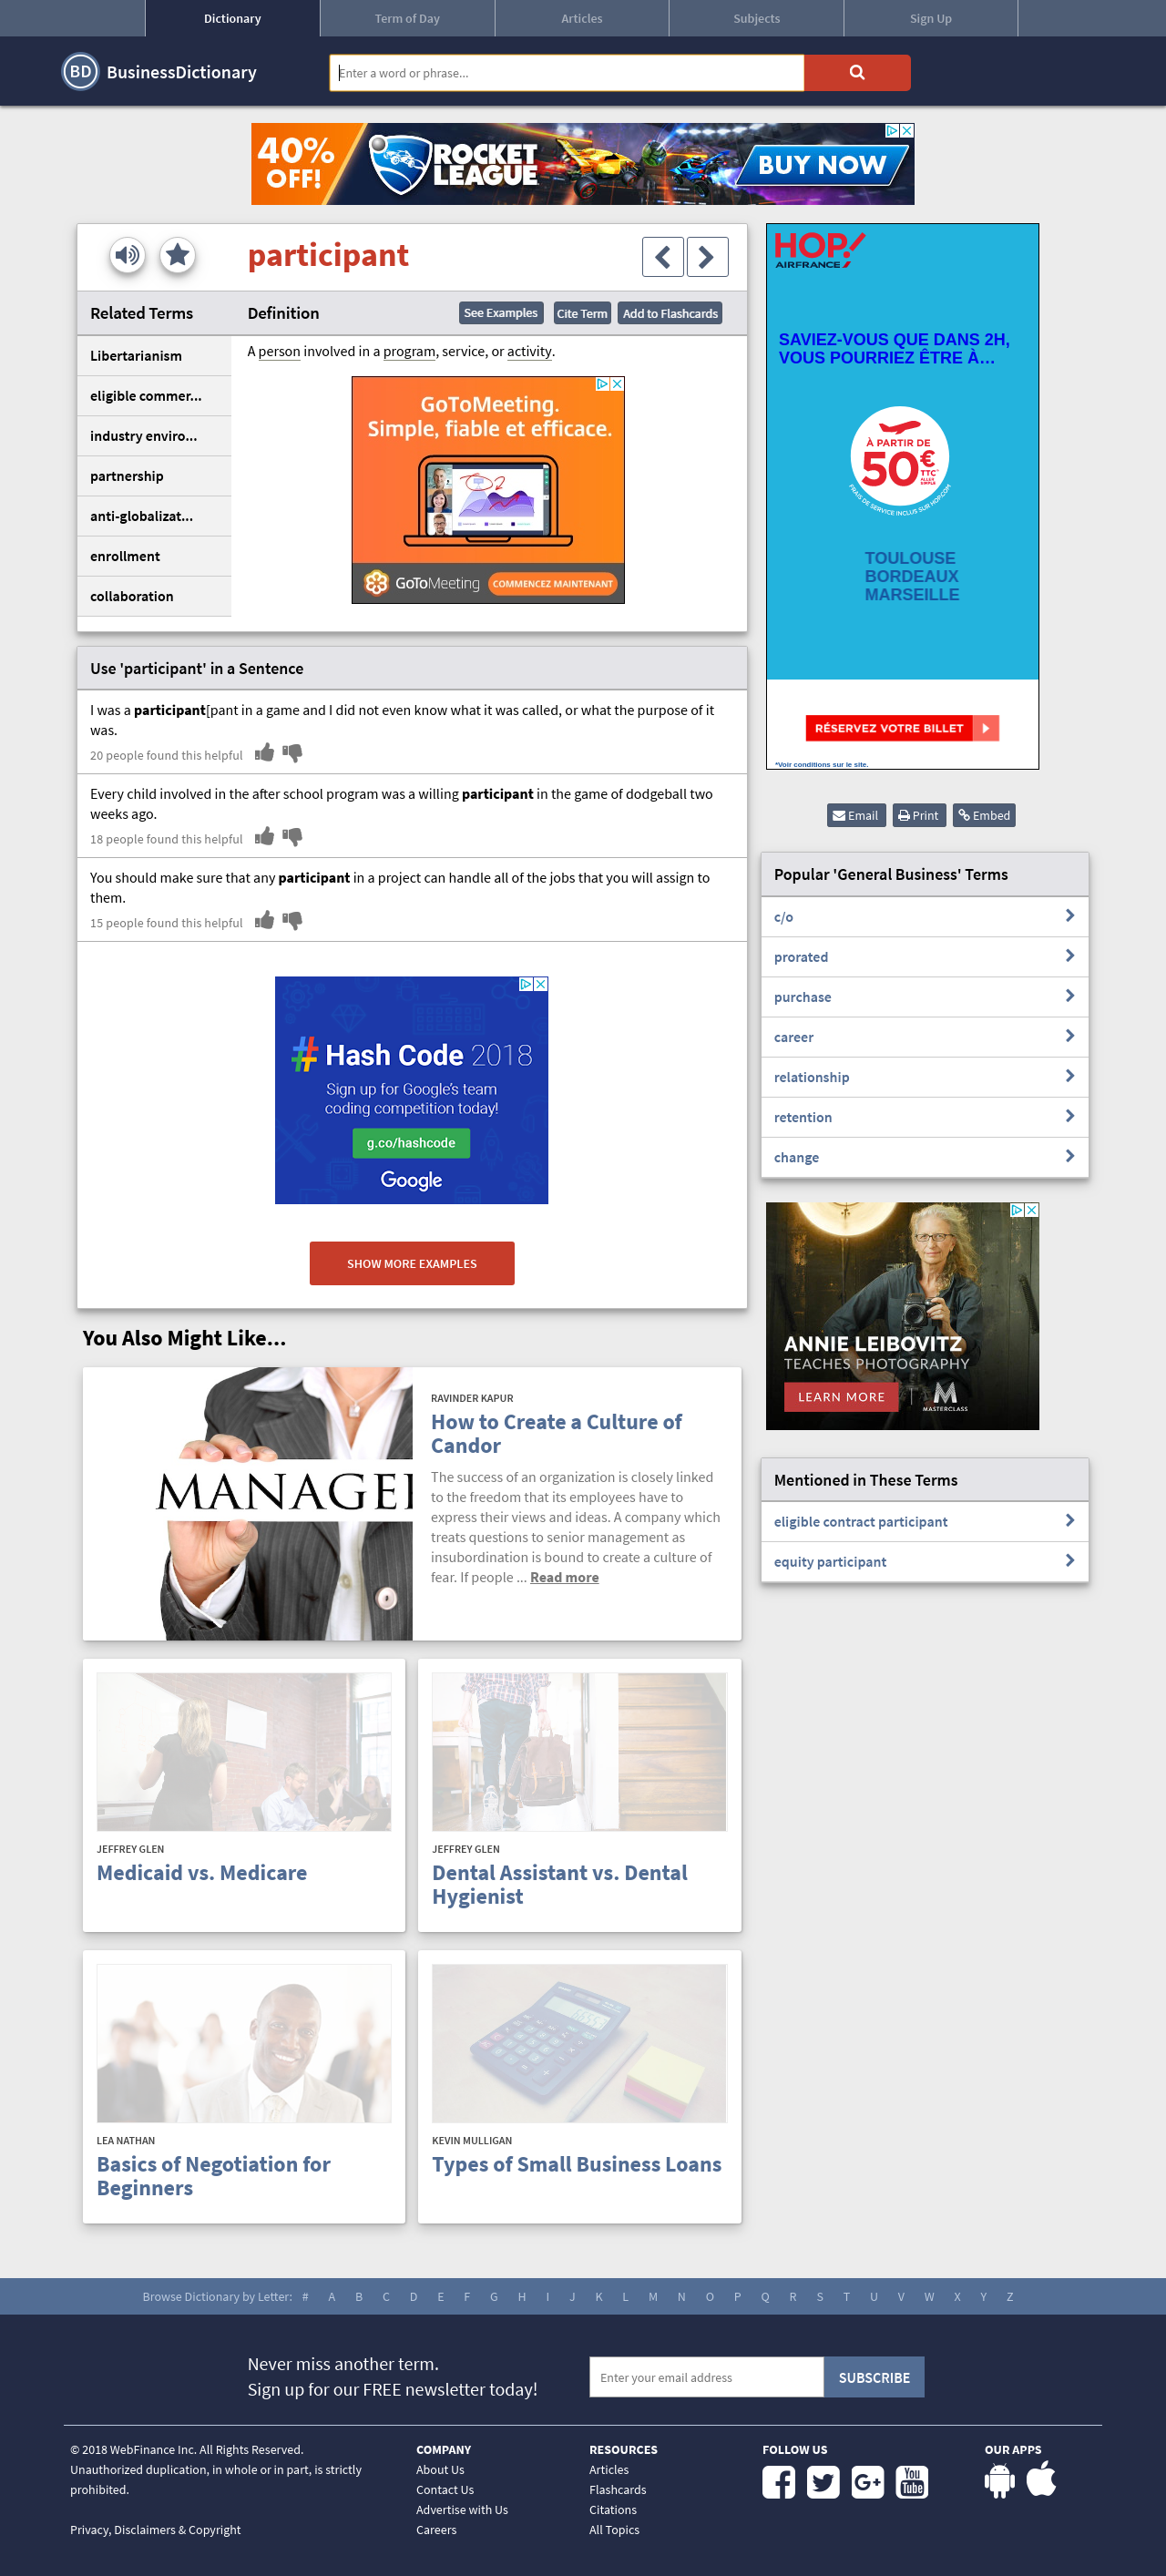 Dictionary
Term of Day
Articles
Subjects
Sign Up
BD BusinessDictionary
Enter a word or phrase...
40% OFF!
ROCKET LEAGUE
BUY NOW
participant
Related Terms
Definition
See Examples
Cite Term
Add to Flashcards
Libertarianism
eligible commer...
industry enviro...
partnership
anti-globalizat...
enrollment
collaboration
A person involved in a program, service, or activity.
GoToMeeting.
Simple, fiable et efficace.
GoToMeeting
COMMENCEZ MAINTENANT
HOP!
AIRFRANCE
SAVIEZ-VOUS QUE DANS 2H,
VOUS POURRIEZ ÊTRE À...
À PARTIR DE
50€
TTC*
ALLER SIMPLE
FRAIS DE SERVICE INCLUS SUR HOP.COM
TOULOUSE
BORDEAUX
MARSEILLE
RÉSERVEZ VOTRE BILLET
*Voir conditions sur le site.
Use 'participant' in a Sentence
I was a participant[pant in a game and I did not even know what it was called, or what the purpose of it
was.
20 people found this helpful
Every child involved in the after school program was a willing participant in the game of dodgeball two
weeks ago.
18 people found this helpful
You should make sure that any participant in a project can handle all of the jobs that you will assign to
them.
15 people found this helpful
# Hash Code 2018
Sign up for Google's team
coding competition today!
g.co/hashcode
Google
SHOW MORE EXAMPLES
Email
Print
Embed
Popular 'General Business' Terms
c/o
prorated
purchase
career
relationship
retention
change
ANNIE LEIBOVITZ
TEACHES PHOTOGRAPHY
LEARN MORE
MASTERCLASS
Mentioned in These Terms
eligible contract participant
equity participant
You Also Might Like...
MANAGER
RAVINDER KAPUR
How to Create a Culture of
Candor
The success of an organization is closely linked
to the freedom that its employees have to
express their views and ideas. A company which
treats questions to senior management as
insubordination is bound to create a culture of
fear. If people ... Read more
JEFFREY GLEN
Medicaid vs. Medicare
JEFFREY GLEN
Dental Assistant vs. Dental
Hygienist
LEA NATHAN
Basics of Negotiation for
Beginners
KEVIN MULLIGAN
Types of Small Business Loans
Browse Dictionary by Letter: # A B C D E F G H I J K L M N O P Q R S T U V W X Y Z
Never miss another term.
Sign up for our FREE newsletter today!
Enter your email address
SUBSCRIBE
© 2018 WebFinance Inc. All Rights Reserved.
Unauthorized duplication, in whole or in part, is strictly
prohibited.
Privacy, Disclaimers & Copyright
COMPANY
About Us
Contact Us
Advertise with Us
Careers
RESOURCES
Articles
Flashcards
Citations
All Topics
FOLLOW US
You Tube
OUR APPS